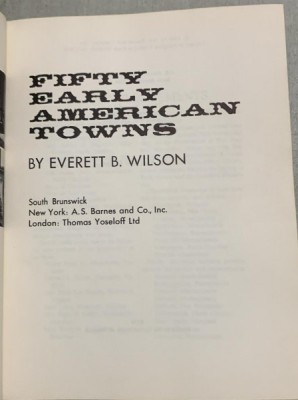 FIFTY
EARLY
AMERICAN
TOWNS
BY EVERETT B. WILSON
South Brunswick
New York: A.S. Barnes and Co., Inc.
London: Thomas Yoseloff Ltd